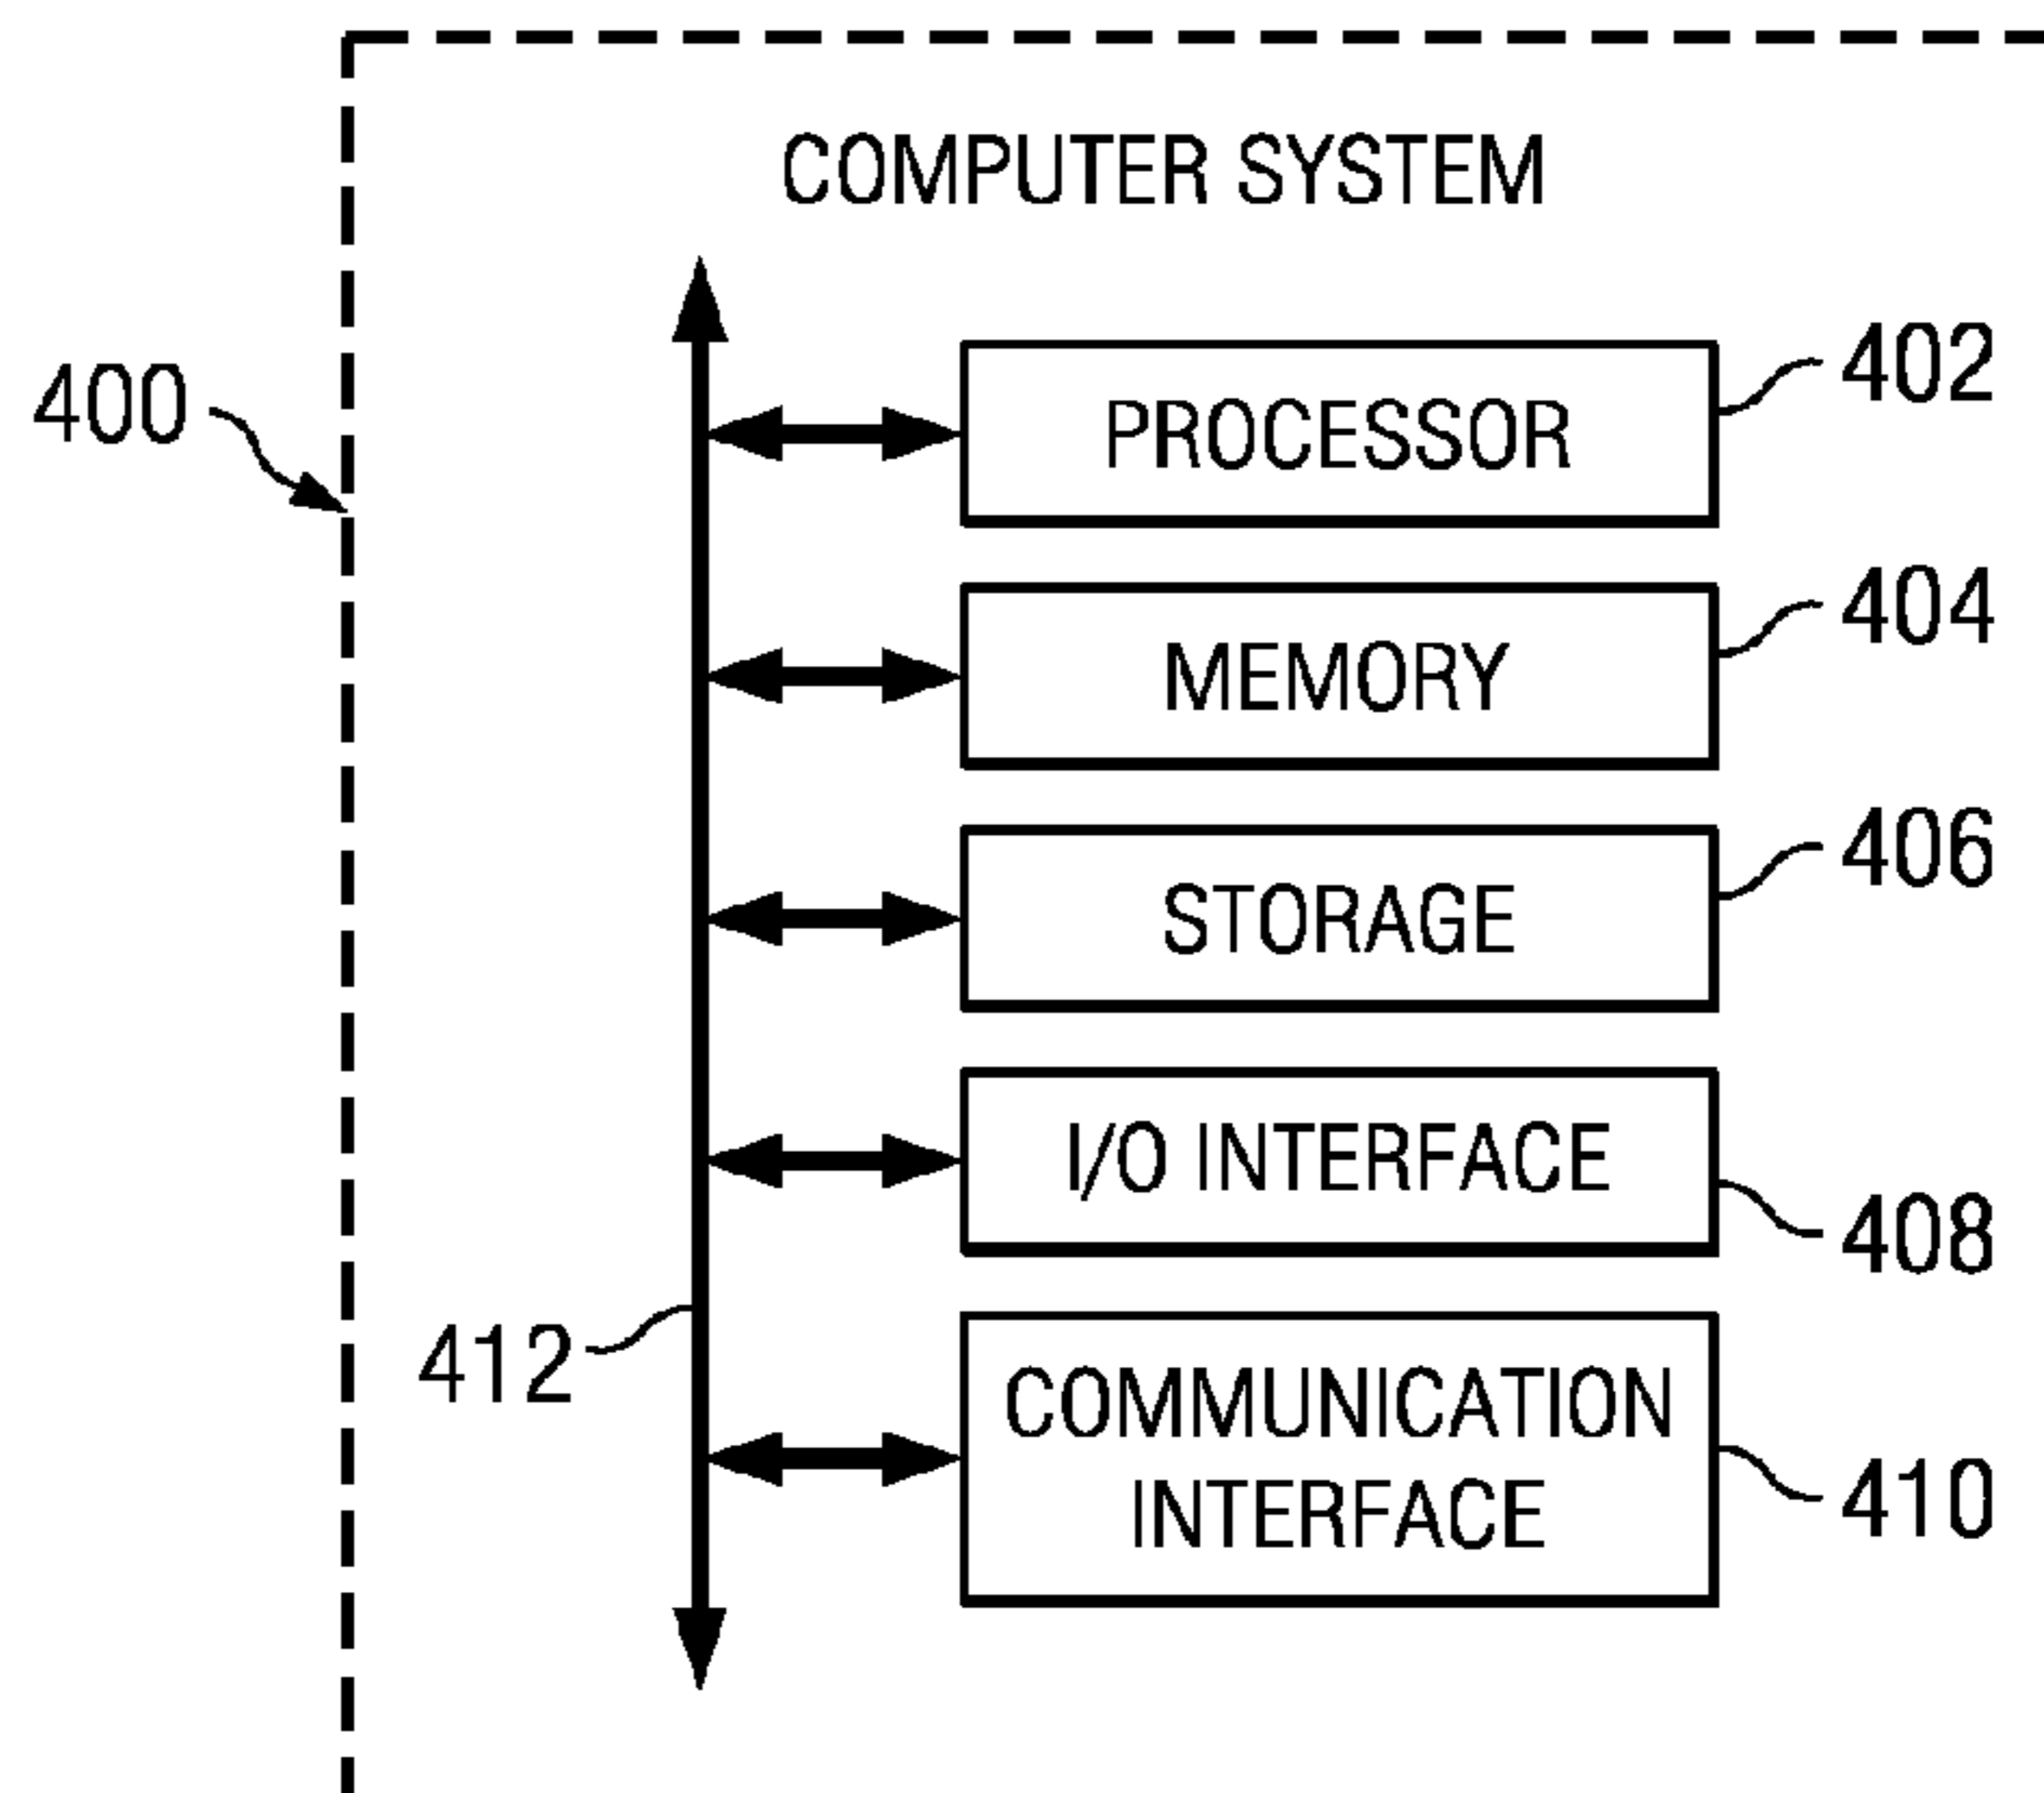 COMPUTER SYSTEM
400
PROCESSOR
402
MEMORY
404
STORAGE
406
I/O INTERFACE
408
412
COMMUNICATION
INTERFACE
410